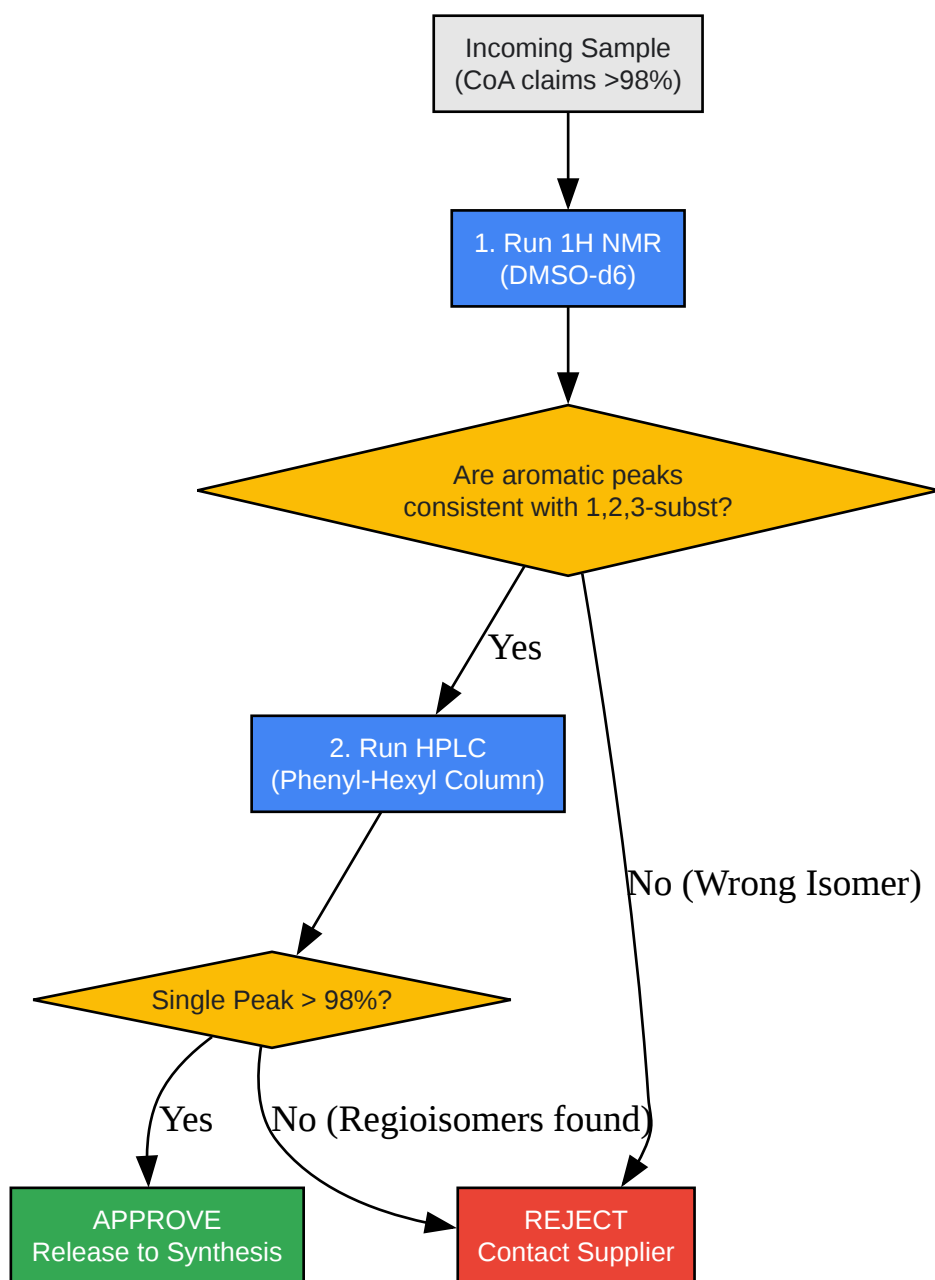 Incoming Sample
(CoA claims >98%)
1. Run 1H NMR
(DMSO-d6)
Are aromatic peaks
consistent with 1,2,3-subst?
Yes
2. Run HPLC
(Phenyl-Hexyl Column)
No (Wrong Isomer)
Single Peak > 98%?
Yes
No (Regioisomers found)
APPROVE
Release to Synthesis
REJECT
Contact Supplier